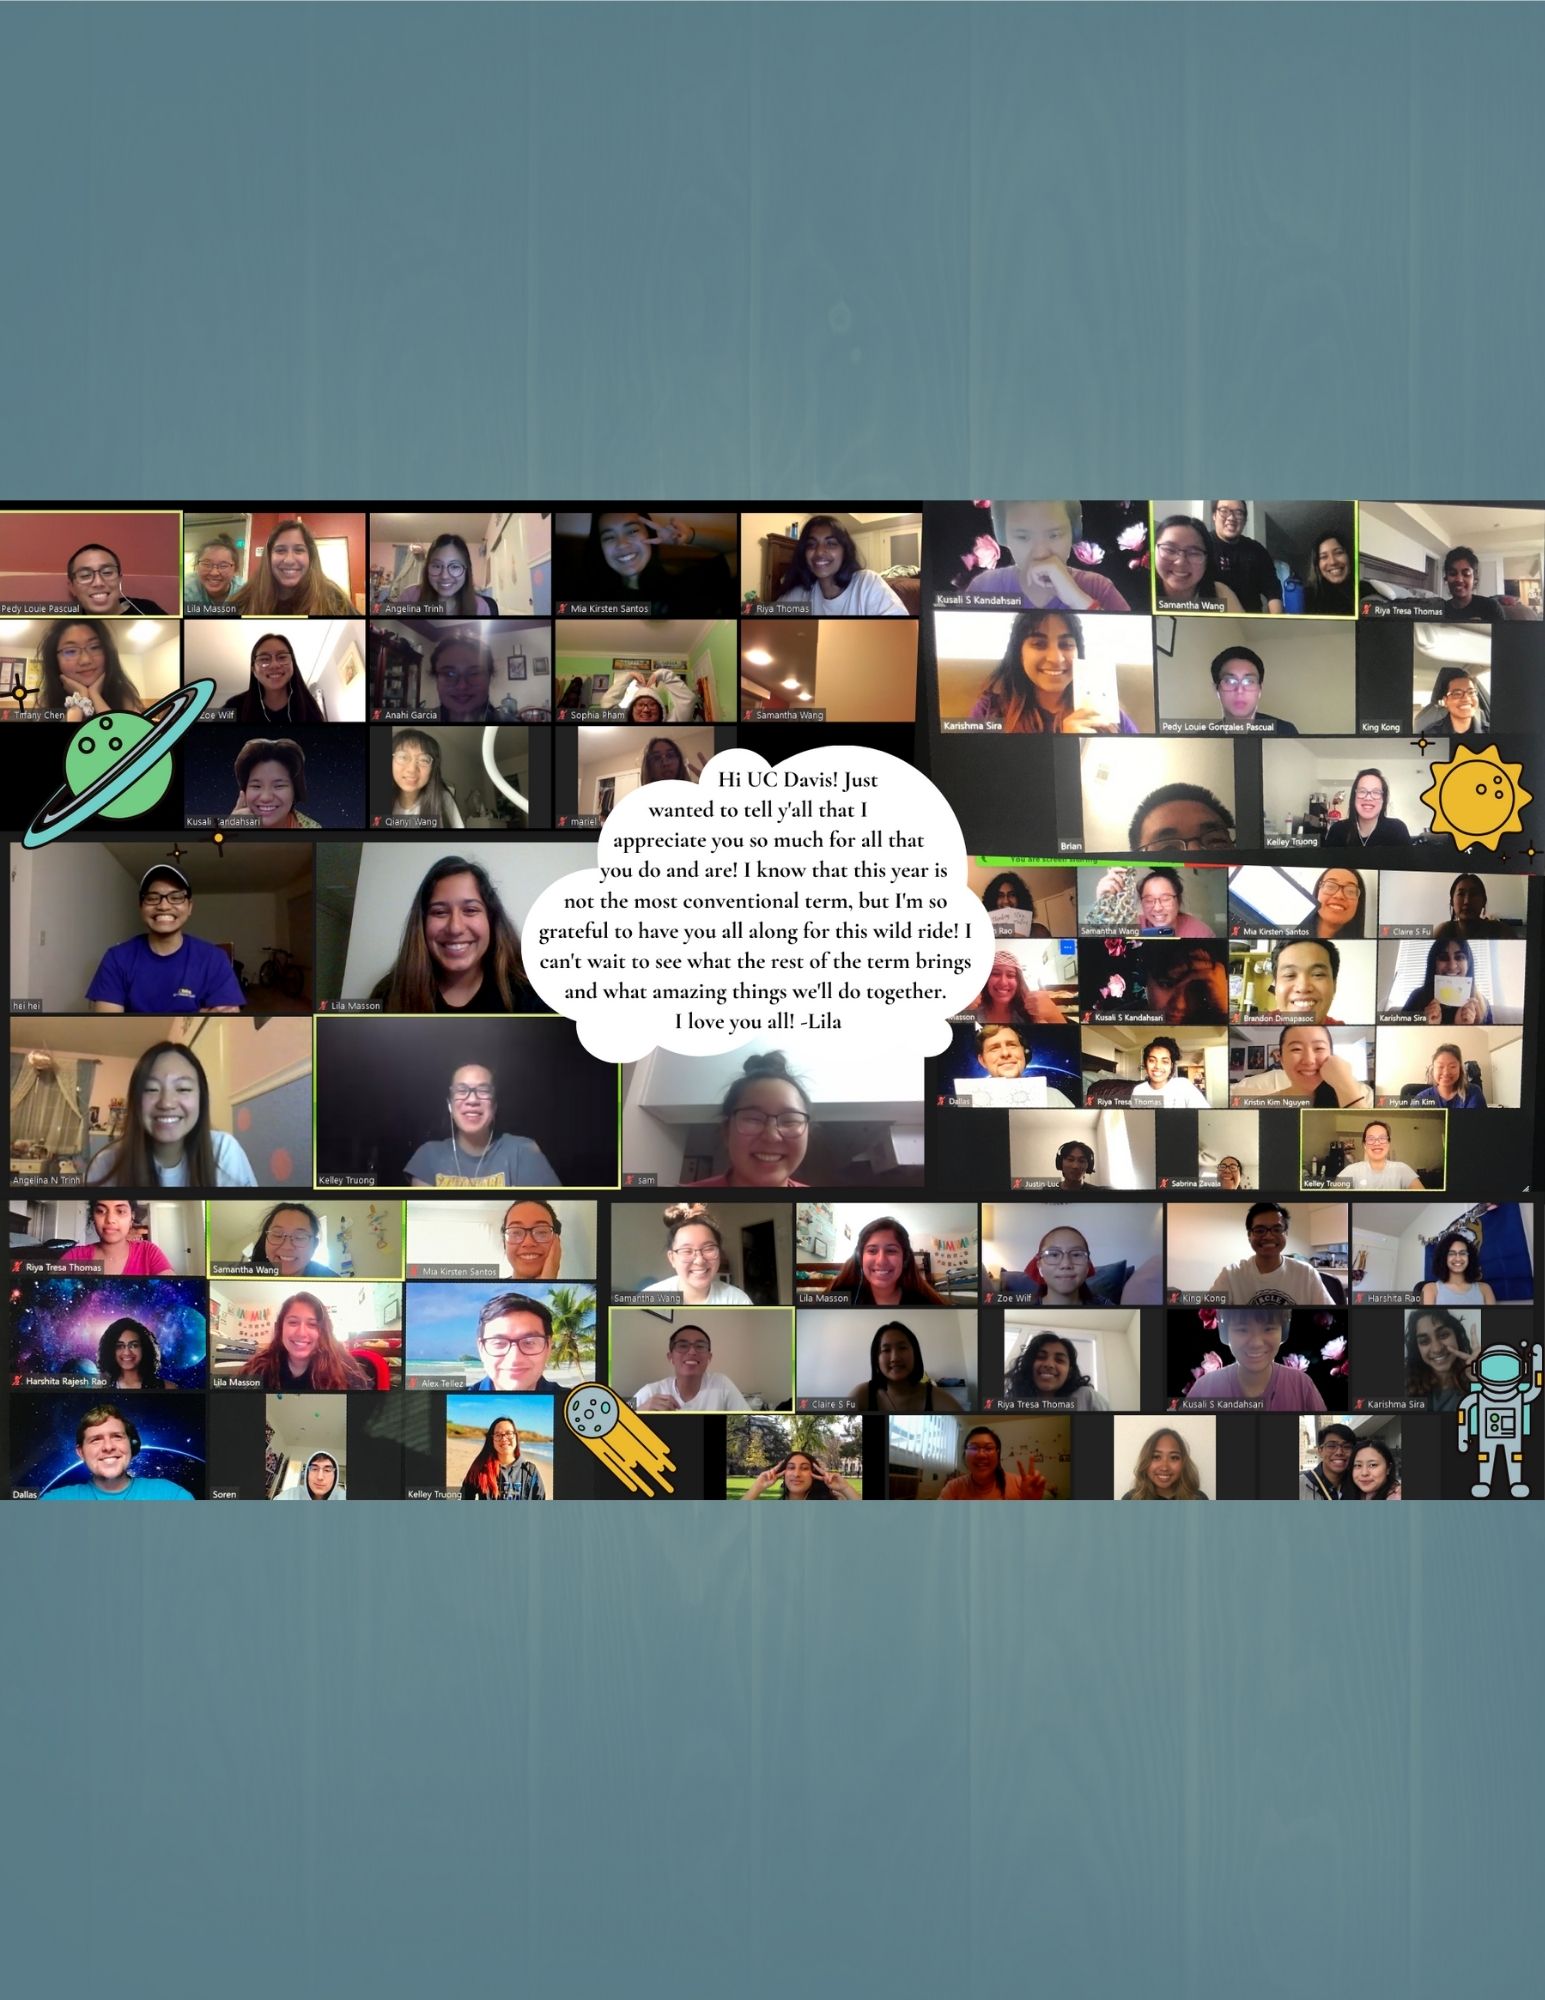 Pedy Louie Pascual
Lila Masson
Angelina Trinh
Mia Kirsten Santos
Riya Thomas
Tiffany Chen
Zoe Wilf
Anahi Garcia
Sophia Pham
Samantha Wang
Kusali Kandahsari
Qianyi Wang
mariel
Kusali S Kandahsari
Samantha Wang
Riya Tresa Thomas
Karishma Sira
Pedy Louie Gonzales Pascual
King Kong
Brian
Kelley Truong
Hi UC Davis! Just
wanted to tell y'all that I
appreciate you so much for all that
you do and are! I know that this year is
not the most conventional term, but I'm so
grateful to have you all along for this wild ride! I
can't wait to see what the rest of the term brings
and what amazing things we'll do together.
I love you all! -Lila
hei hei
Lila Masson
Angelina N Trinh
Kelley Truong
sam
You are screen sharing
Rao
Samantha Wang
Mia Kirsten Santos
Claire S Fu
Masson
Kusali S Kandahsari
Brandon Dimapasoc
Karishma Sira
Dallas
Riya Tresa Thomas
Kristin Kim Nguyen
Hyun Jin Kim
Justin Luc
Sabrina Zavala
Kelley Truong
Riya Tresa Thomas
Samantha Wang
Mia Kirsten Santos
Harshita Rajesh Rao
Lila Masson
Alex Tellez
Dallas
Soren
Kelley Truong
Samantha Wang
Lila Masson
Zoe Wilf
King Kong
Harshita Rao
Claire S Fu
Riya Tresa Thomas
Kusali S Kandahsari
Karishma Sira